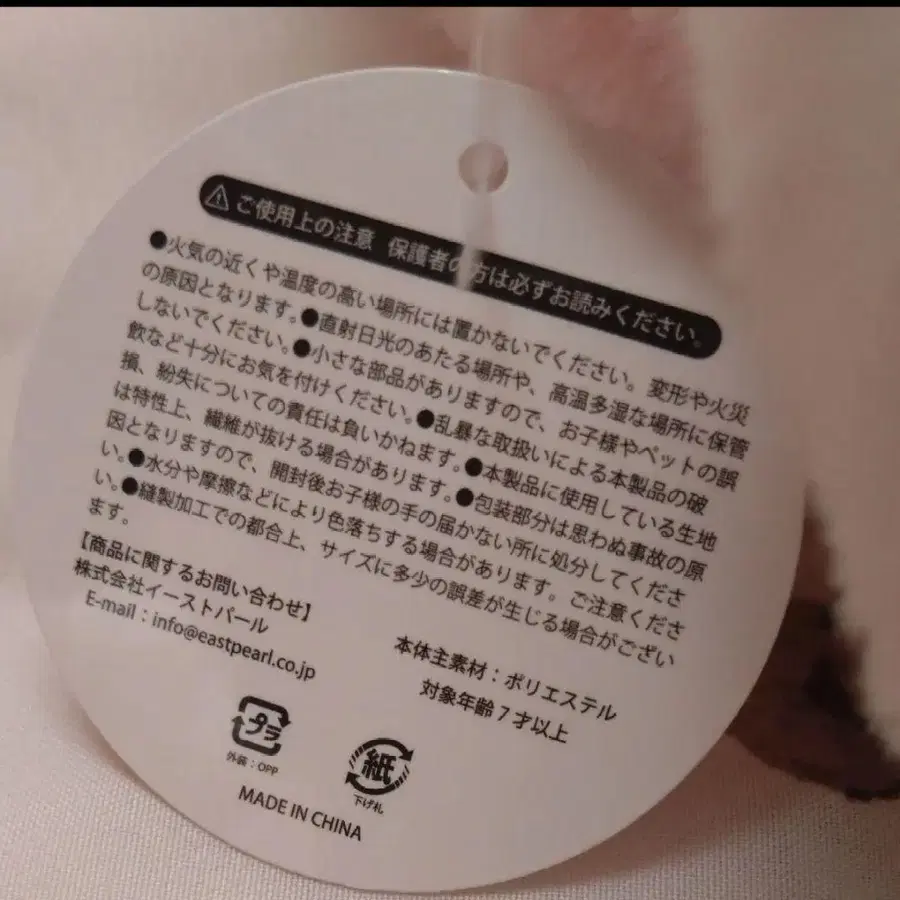 ⚠ ご使用上の注意 保護者の方は必ずお読みください。
●火気の近くや温度の高い場所には置かないでください。変形や火災
の原因となります。●直射日光のあたる場所や、高温多湿な場所に保管
しないでください。●小さな部品がありますので、お子様やペットの誤
飲など十分にお気を付けください。●乱暴な取扱いによる本製品の破
損、紛失についての責任は負いかねます。●本製品に使用している生地
は特性上、繊維が抜ける場合があります。●包装部分は思わぬ事故の原
因となりますので、開封後お子様の手の届かない所に処分してくださ
い。●水分や摩擦などにより色落ちする場合があります。ご注意くださ
い。●縫製加工での都合上、サイズに多少の誤差が生じる場合がござい
ます。
【商品に関するお問い合わせ】
株式会社イーストパール
E-mail：info@eastpearl.co.jp
本体主素材：ポリエステル
対象年齢7才以上
プラ
外装：OPP
紙
下げ札
MADE IN CHINA